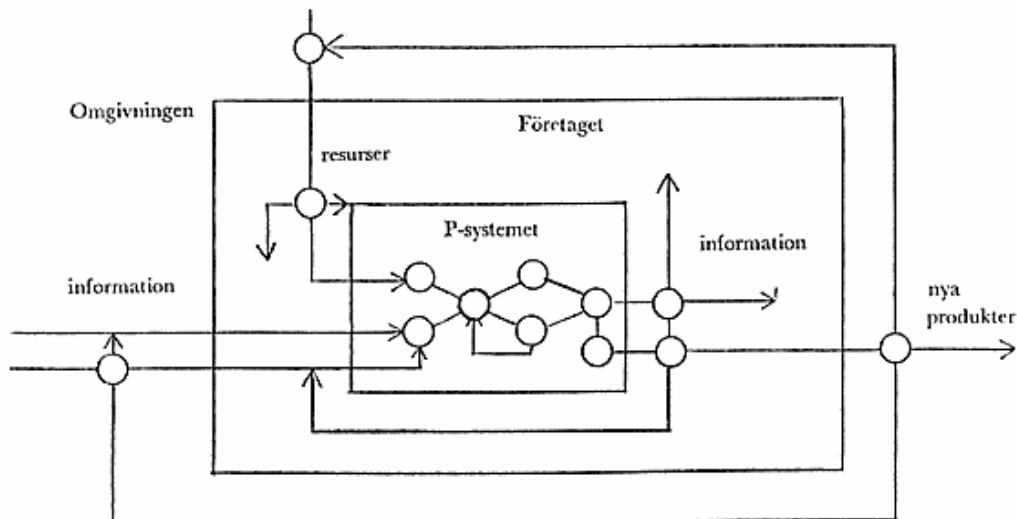 Omgivningen
Företaget
resurser
P-systemet
information
information
nya
produkter